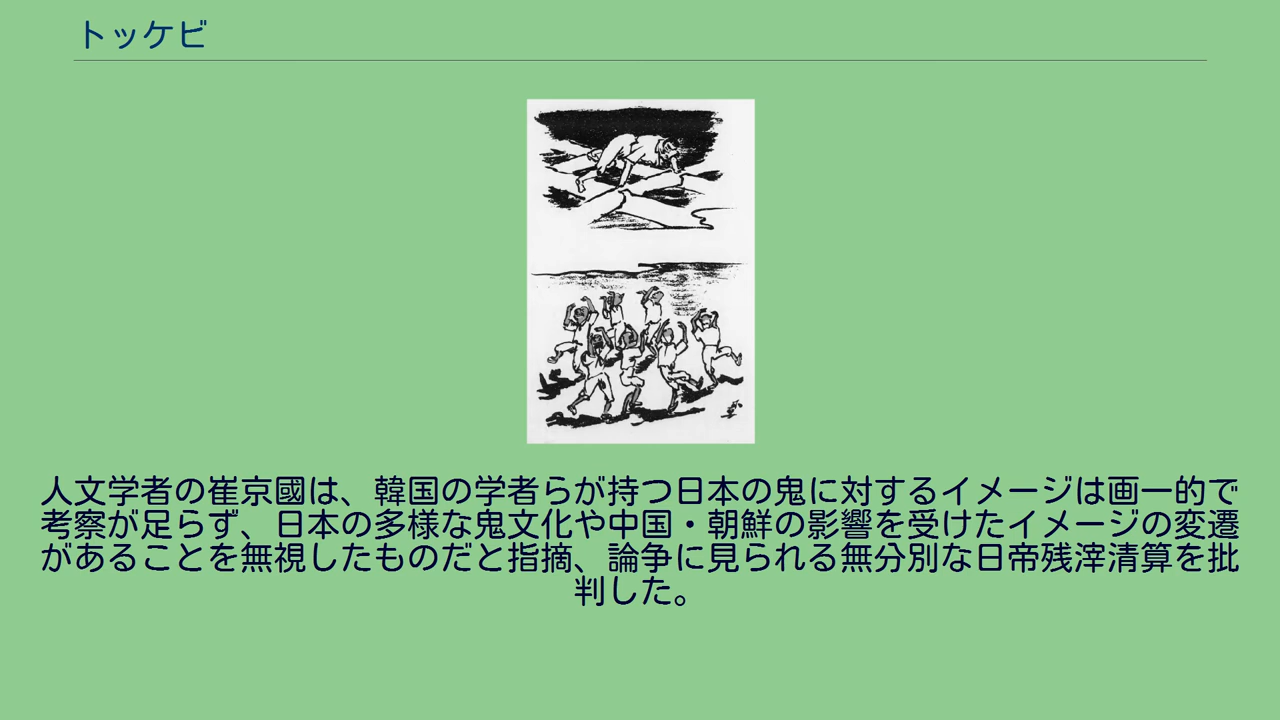 トッケビ
人文学者の崔京國は、韓国の学者らが持つ日本の鬼に対するイメージは画一的で
考察が足らず、日本の多様な鬼文化や中国・朝鮮の影響を受けたイメージの変遷
があることを無視したものだと指摘、論争に見られる無分別な日帝残滓清算を批
判した。